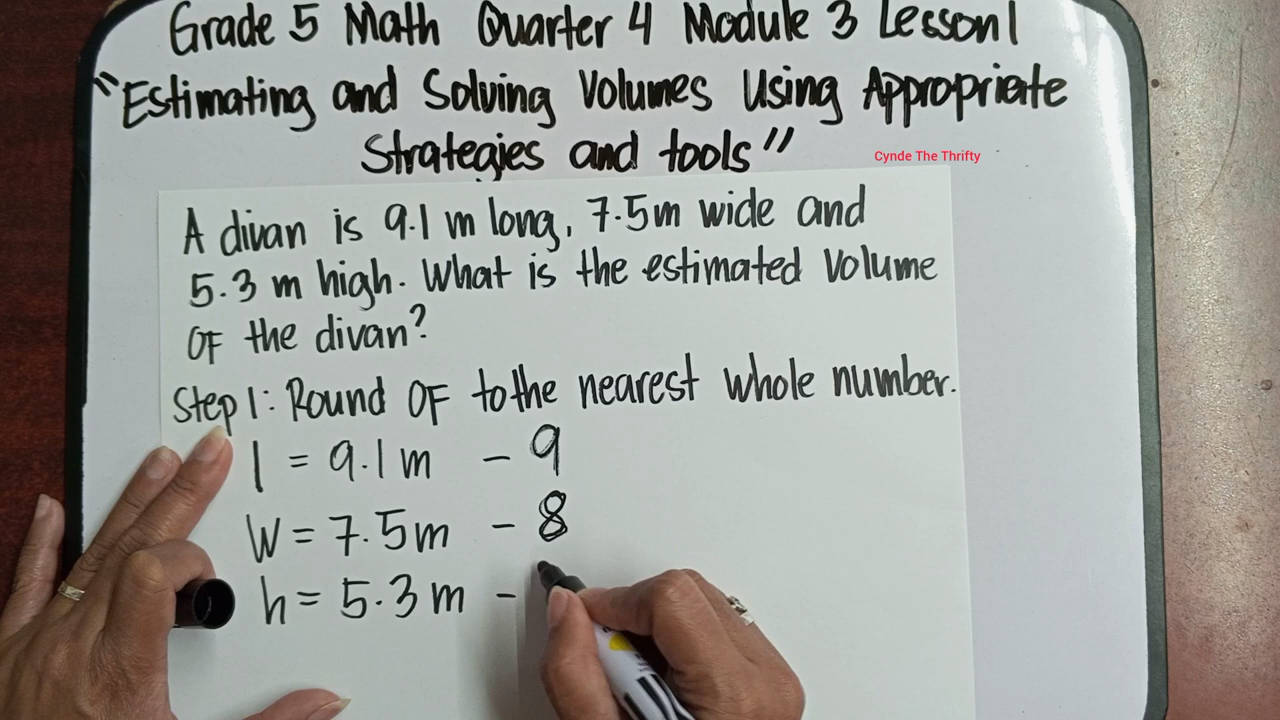 Grade 5 Math Quarter 4 Module 3 Lesson 1
"Estimating and Solving Volumes Using Appropriate
Strategies and tools"
Cynde The Thrifty
A divan is 9.1 m long, 7.5m wide and
5.3 m high. What is the estimated Volume
OF the divan?
Step 1: Round OF to the nearest whole number.
l = 9.1 m - 9
W = 7.5m - 8
h = 5.3 m -